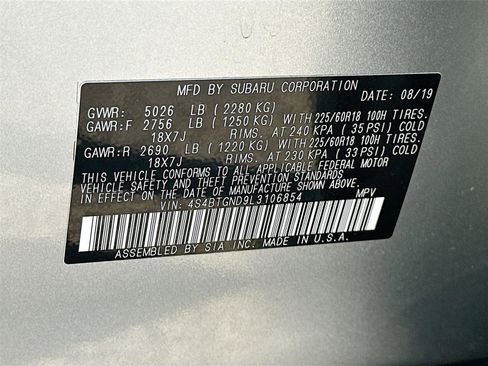 MFD BY SUBARU CORPORATION
DATE: 08/19
GVWR: 5026 LB (2280 KG)
GAWR:F 2756 LB (1250 KG) WITH 225/60R18 100H TIRES.
18X7J RIMS. AT 240 KPA (35 PSI) COLD
GAWR:R 2690 LB (1220 KG) WITH 225/60R18 100H TIRES.
18X7J RIMS. AT 230 KPA (33 PSI) COLD
THIS VEHICLE CONFORMS TO ALL APPLICABLE FEDERAL MOTOR
VEHICLE SAFETY AND BUMPER STANDARDS
IN EFFECT ON THE DATE OF MANUFACTURE SHOWN ABOVE.
VIN: 4S4BTGND9L3106854 MPV
ASSEMBLED BY SIA INC. MADE IN U.S.A.